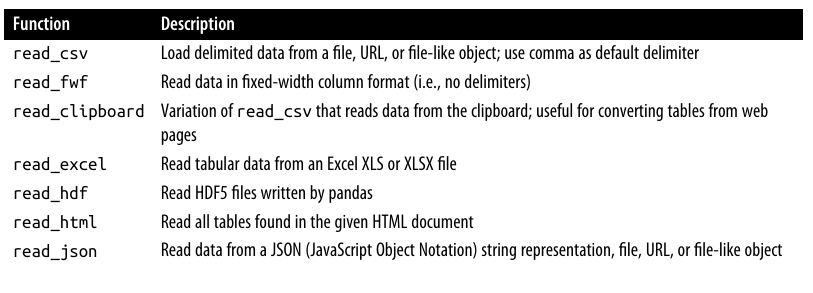 Function Description
read_csv Load delimited data from a file, URL, or file-like object; use comma as default delimiter
read_fwf Read data in fixed-width column format (i.e., no delimiters)
read_clipboard Variation of read_csv that reads data from the clipboard; useful for converting tables from web
pages
read_excel Read tabular data from an Excel XLS or XLSX file
read_hdf Read HDF5 files written by pandas
read_html Read all tables found in the given HTML document
read_json Read data from a JSON (JavaScript Object Notation) string representation, file, URL, or file-like object